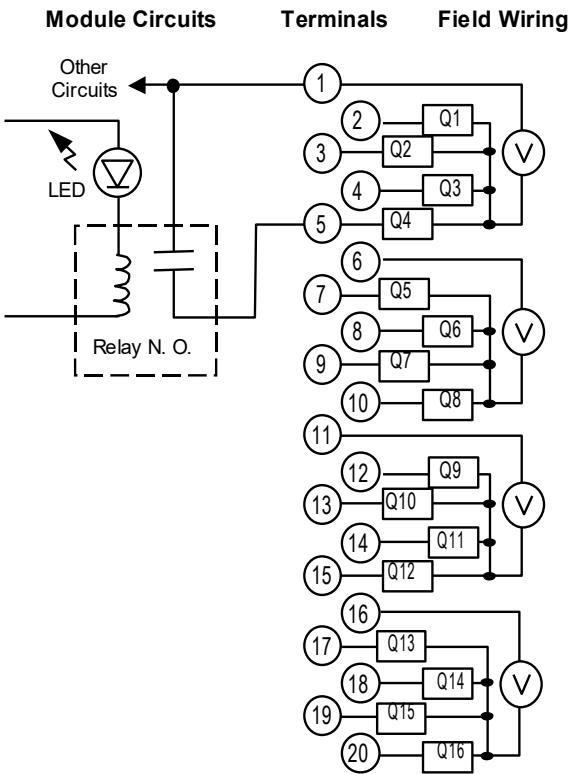 Module Circuits Terminals Field Wiring
Other
Circuits
LED
Relay N. O.
1
2 Q1
3 Q2
V
4 Q3
5 Q4
6
7 Q5
8 Q6
V
9 Q7
10 Q8
11
12 Q9
13 Q10
V
14 Q11
15 Q12
16
17 Q13
18 Q14
V
19 Q15
20 Q16